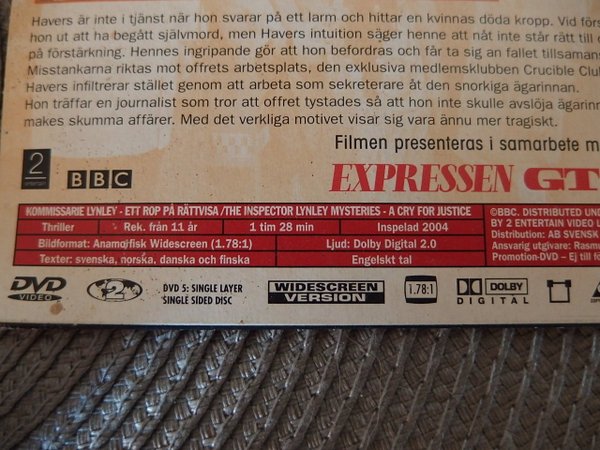 Havers är inte i tjänst när hon svarar på ett larm och hittar en kvinnas döda kropp. Vid förs
hon ut att ha begått självmord, men Havers intuition säger henne att nåt inte står rätt till
på förstärkning. Hennes ingripande gör att hon befordras och får ta sig an fallet tillsamans
Misstankarna riktas mot offrets arbetsplats, den exklusiva medlemsklubben Crucible Clu
Havers infiltrerar stället genom att arbeta som sekreterare åt den snorkiga ägarinnan.
Hon träffar en journalist som tror att offret tystades så att hon inte skulle avslöja ägarinn
makes skumma affärer. Med det verkliga motivet visar sig vara ännu mer tragiskt.
Filmen presenteras i samarbete m
2
BBC
EXPRESSEN GT
KOMMISSARIE LYNLEY - ETT ROP PÅ RÄTTVISA /THE INSPECTOR LYNLEY MYSTERIES - A CRY FOR JUSTICE
Thriller Rek. från 11 år 1 tim 28 min Inspelad 2004
Bildformat: Anamorfisk Widescreen (1.78:1) Ljud: Dolby Digital 2.0
Texter: svenska, norska, danska och finska Engelskt tal
©BBC. DISTRIBUTED UND
BY 2 ENTERTAIN VIDEO L
Distribution: AB SVENSK
Ansvarig utgivare: Rasmu
Promotion-DVD – Ej till fö
DVD
VIDEO
2
DVD 5: SINGLE LAYER
SINGLE SIDED DISC
WIDESCREEN
VERSION
1.78:1
DOLBY
DIGITAL